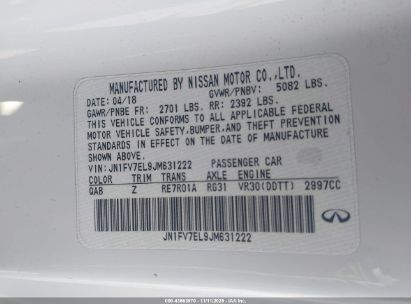 MANUFACTURED BY NISSAN MOTOR CO.,LTD.
DATE: 04/18 GVWR/PNBV: 5082 LBS.
GAWR/PNBE FR: 2701 LBS. RR: 2392 LBS.
THIS VEHICLE CONFORMS TO ALL APPLICABLE FEDERAL
MOTOR VEHICLE SAFETY, BUMPER, AND THEFT PREVENTION
STANDARDS IN EFFECT ON THE DATE OF MANUFACTURE
SHOWN ABOVE.
VIN: JN1FV7EL9JM631222 PASSENGER CAR
COLOR TRIM TRANS AXLE ENGINE
QAB Z RE7R01A RG31 VR30(DDTT) 2997CC
JN1FV7EL9JM631222
INFINITI